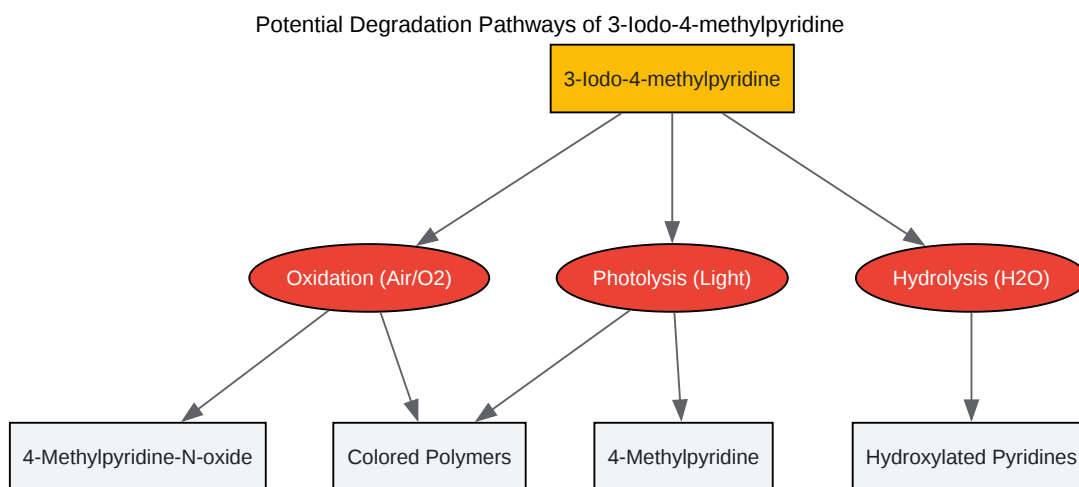 Potential Degradation Pathways of 3-Iodo-4-methylpyridine
3-Iodo-4-methylpyridine
Oxidation (Air/O2)
Photolysis (Light)
Hydrolysis (H2O)
4-Methylpyridine-N-oxide
Colored Polymers
4-Methylpyridine
Hydroxylated Pyridines